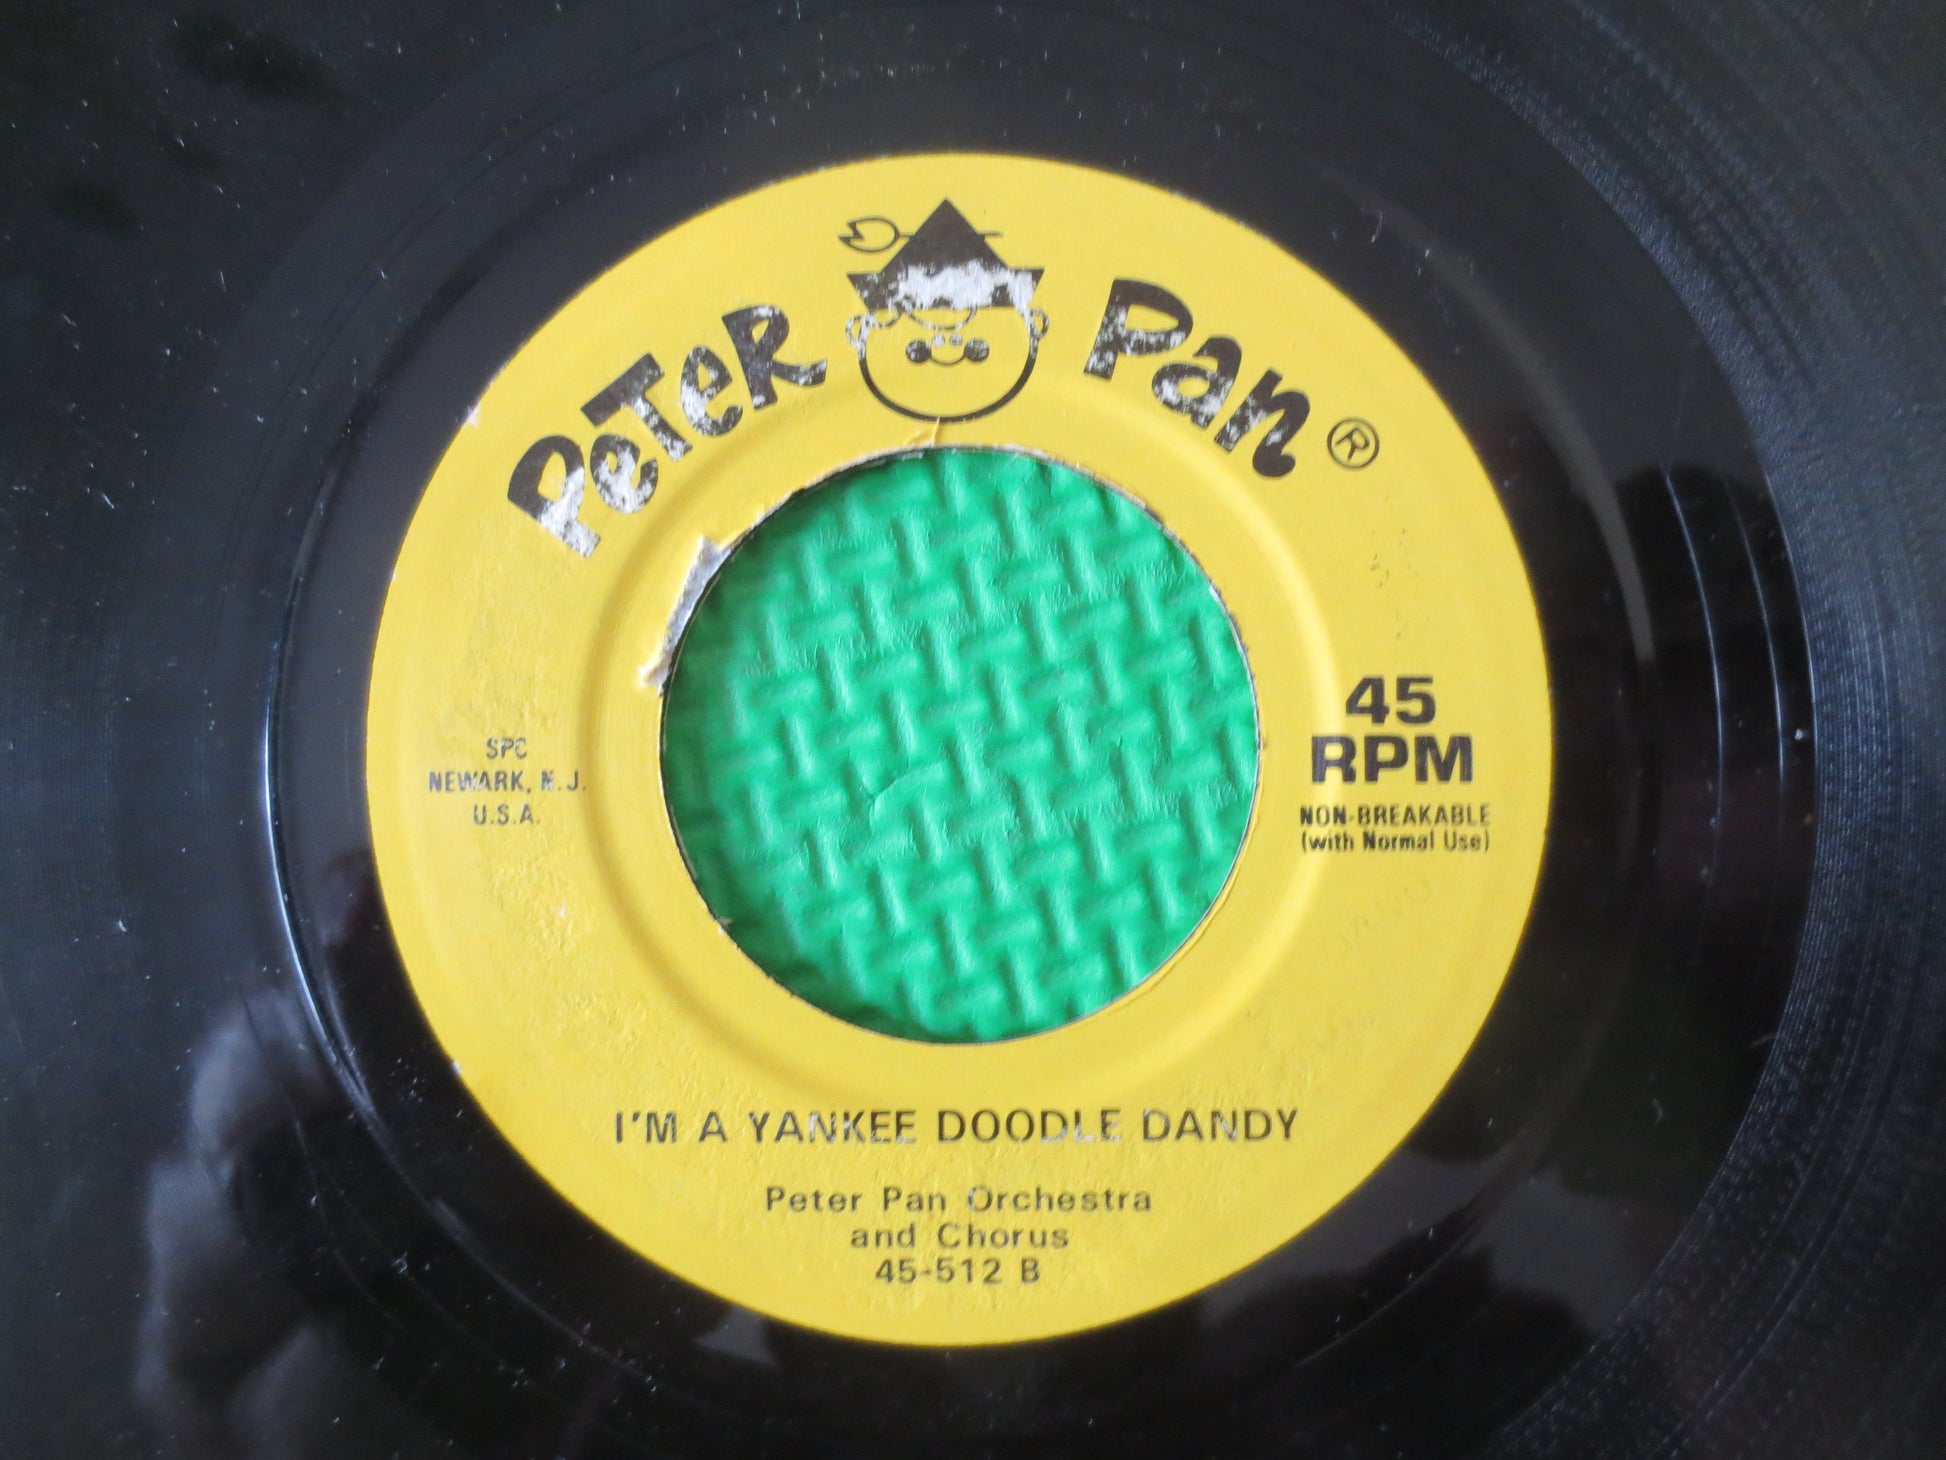 PeTeR Pan ®
SPC
NEWARK, N.J.
U.S.A.
45
RPM
NON-BREAKABLE
(with Normal Use)
I'M A YANKEE DOODLE DANDY
Peter Pan Orchestra
and Chorus
45-512 B